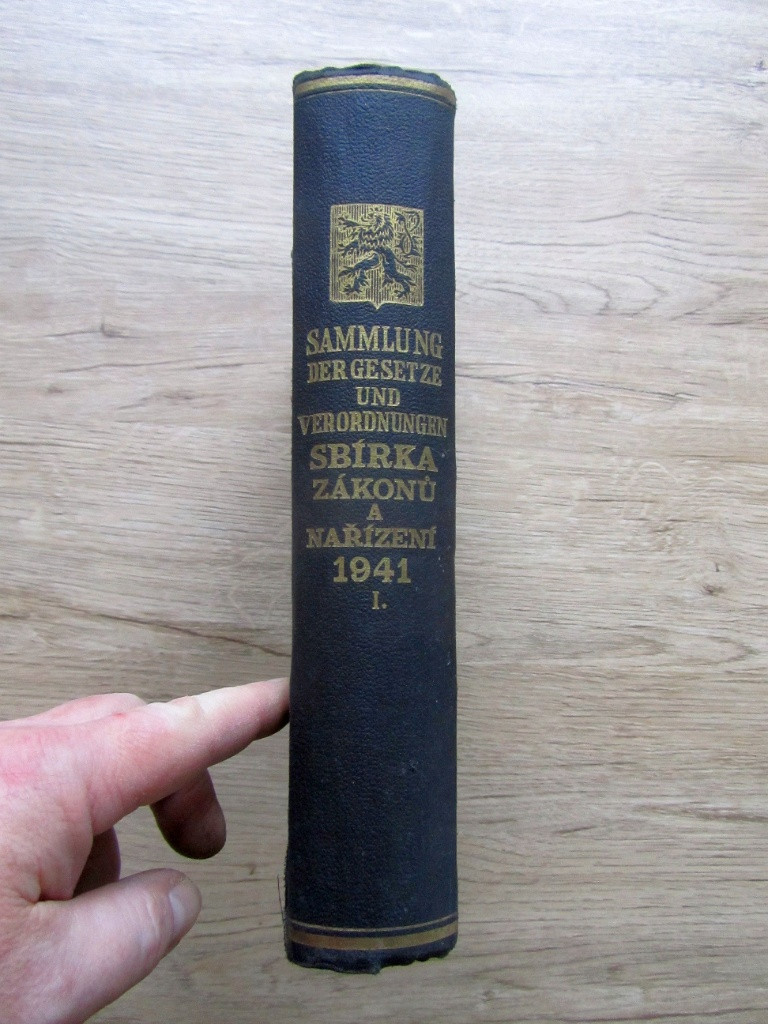 SAMMLUNG
DER GESETZE
UND
VERORDNUNGEN
SBÍRKA
ZÁKONŮ
A
NAŘÍZENÍ
1941
I.